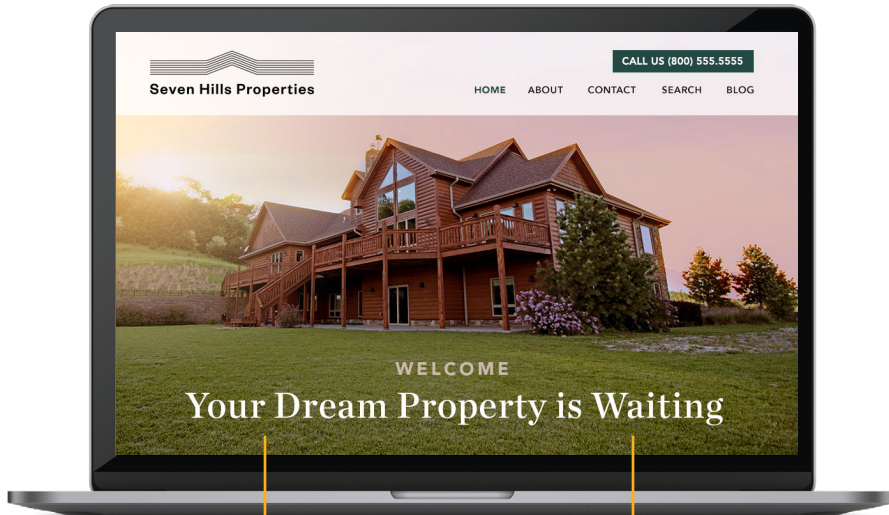 CALL US (800) 555.5555
Seven Hills Properties
HOME ABOUT CONTACT SEARCH BLOG
WELCOME
Your Dream Property is Waiting